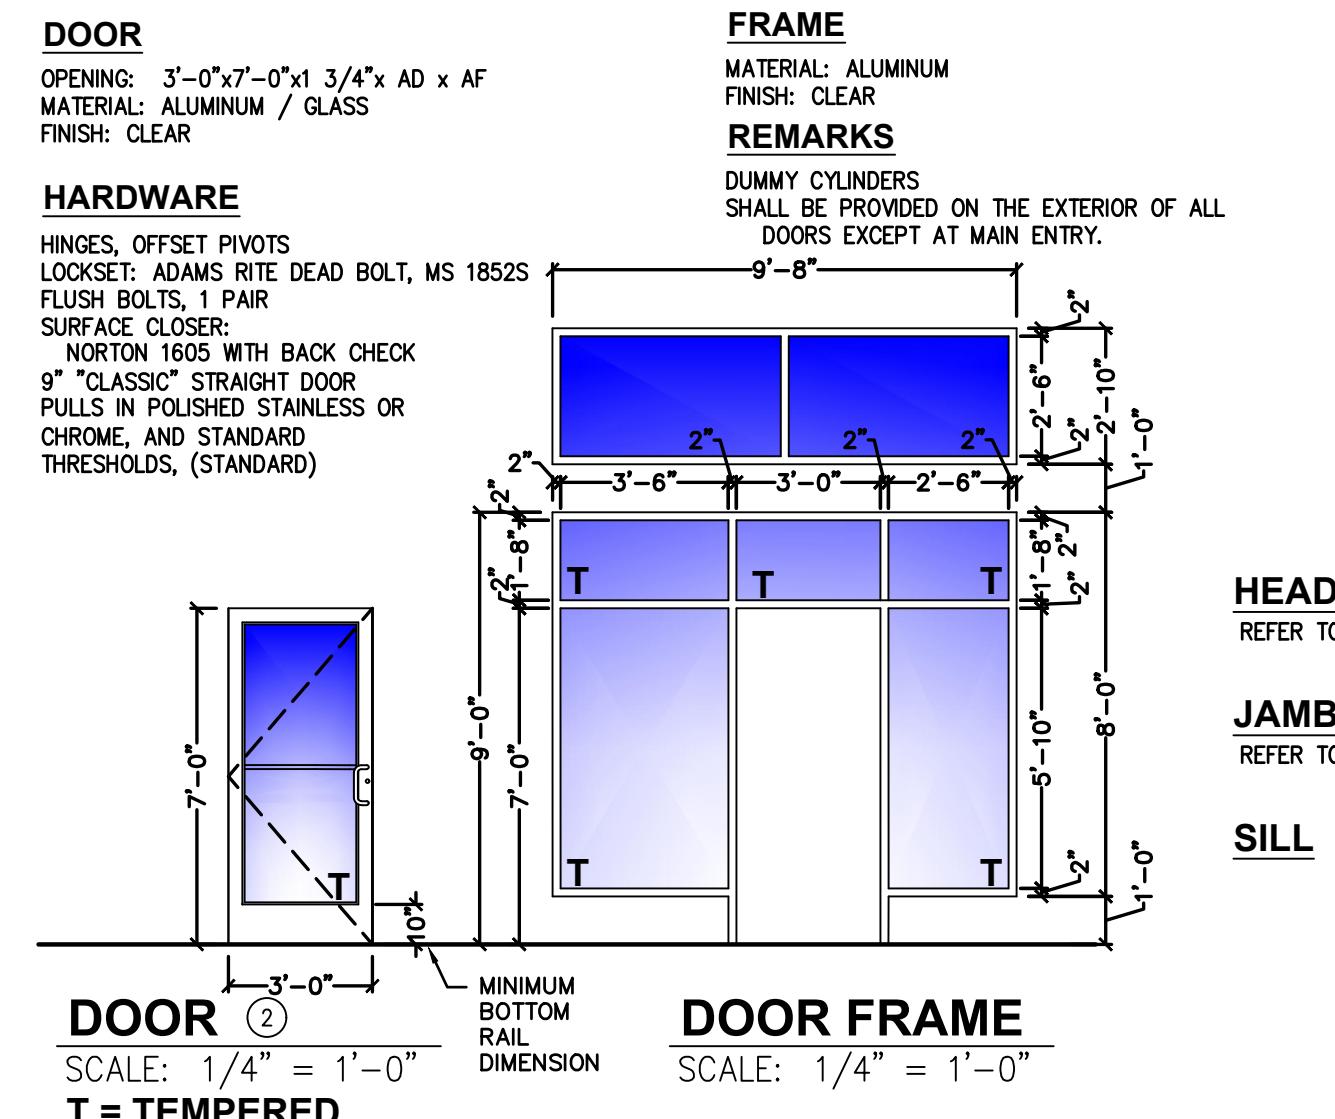 DOOR
OPENING: 3'-0"x7'-0"x1 3/4"x AD x AF
MATERIAL: ALUMINUM / GLASS
FINISH: CLEAR
HARDWARE
HINGES, OFFSET PIVOTS
LOCKSET: ADAMS RITE DEAD BOLT, MS 1852S
FLUSH BOLTS, 1 PAIR
SURFACE CLOSER:
NORTON 1605 WITH BACK CHECK
9" "CLASSIC" STRAIGHT DOOR
PULLS IN POLISHED STAINLESS OR
CHROME, AND STANDARD
THRESHOLDS, (STANDARD)
FRAME
MATERIAL: ALUMINUM
FINISH: CLEAR
REMARKS
DUMMY CYLINDERS
SHALL BE PROVIDED ON THE EXTERIOR OF ALL
DOORS EXCEPT AT MAIN ENTRY.
9'-8"
2"
2'-6"
2'-10"
2"
1'-0"
2"
2"
2"
2"
3'-6"
3'-0"
2'-6"
2"
1'-8"
2"
1'-8"
2"
2"
T
T
T
9'-0"
7'-0"
5'-10"
8'-0"
2"
1'-0"
T
T
7'-0"
T
10"
3'-0"
MINIMUM
BOTTOM
RAIL
DIMENSION
DOOR 2
SCALE: 1/4" = 1'-0"
T = TEMPERED
DOOR FRAME
SCALE: 1/4" = 1'-0"
HEAD
REFER TO
JAMB
REFER TO
SILL